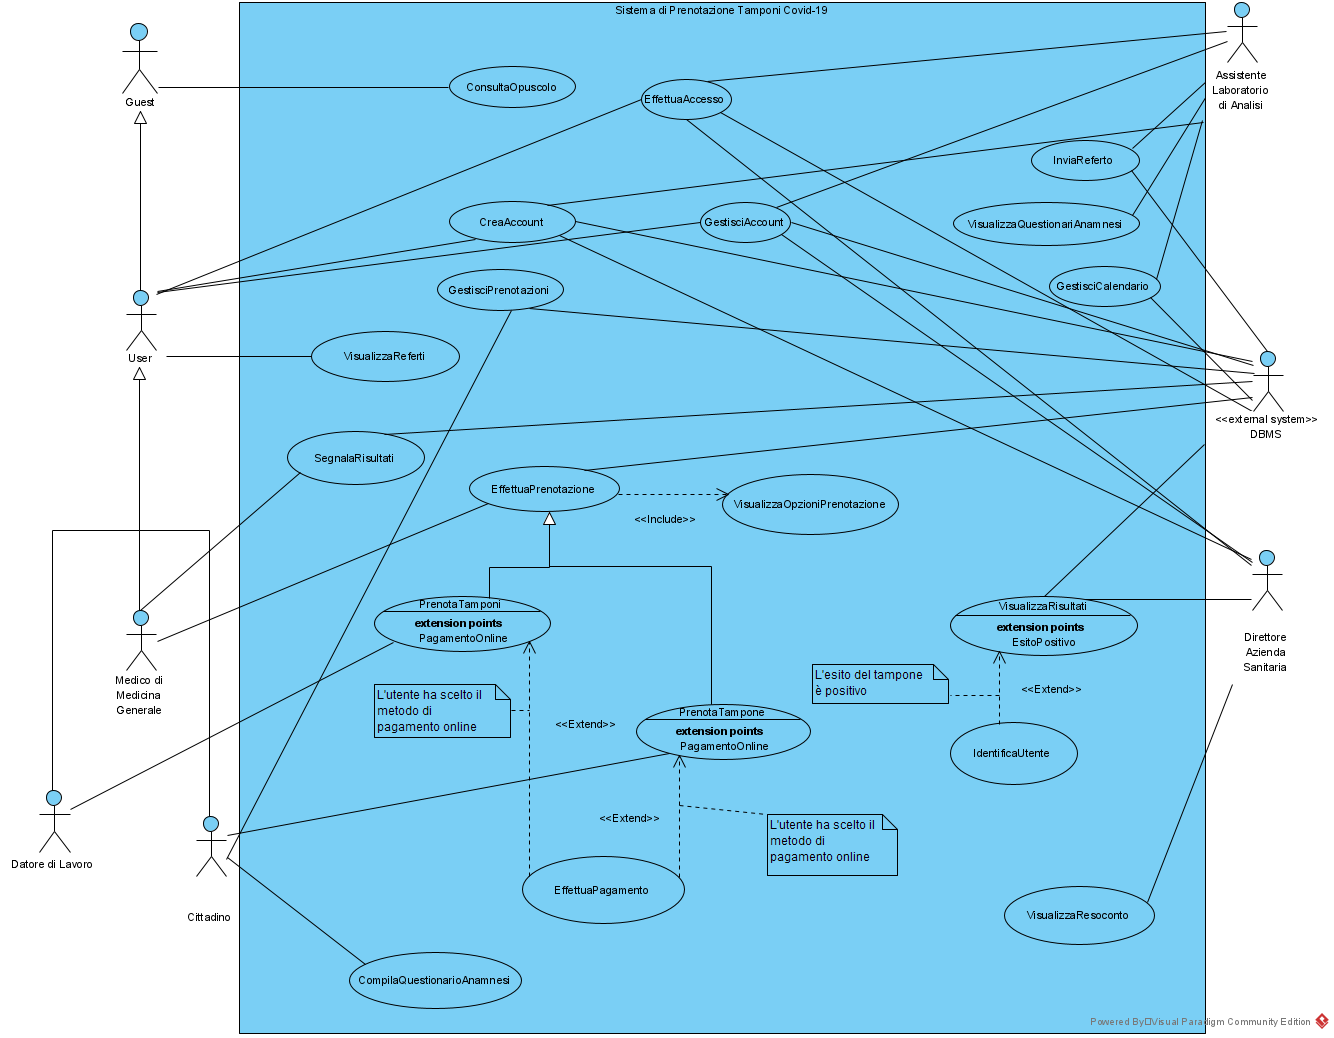 Sistema di Prenotazione Tamponi Covid-19
Guest
ConsultaOpuscolo
EffettuaAccesso
Assistente
Laboratorio
di Analisi
InviaReferto
CreaAccount
GestisciAccount
VisualizzaQuestionariAnamnesi
GestisciPrenotazioni
GestisciCalendario
User
VisualizzaReferti
<<external system>>
DBMS
SegnalaRisultati
EffettuaPrenotazione
VisualizzaOpzioniPrenotazione
<<Include>>
PrenotaTamponi
extension points
PagamentoOnline
VisualizzaRisultati
extension points
EsitoPositivo
Direttore
Azienda
Sanitaria
Medico di
Medicina
Generale
L'utente ha scelto il
metodo di
pagamento online
<<Extend>>
L'esito del tampone
è positivo
<<Extend>>
PrenotaTampone
extension points
PagamentoOnline
IdentificaUtente
<<Extend>>
L'utente ha scelto il
metodo di
pagamento online
Datore di Lavoro
EffettuaPagamento
Cittadino
VisualizzaResoconto
CompilaQuestionarioAnamnesi
Powered By Visual Paradigm Community Edition